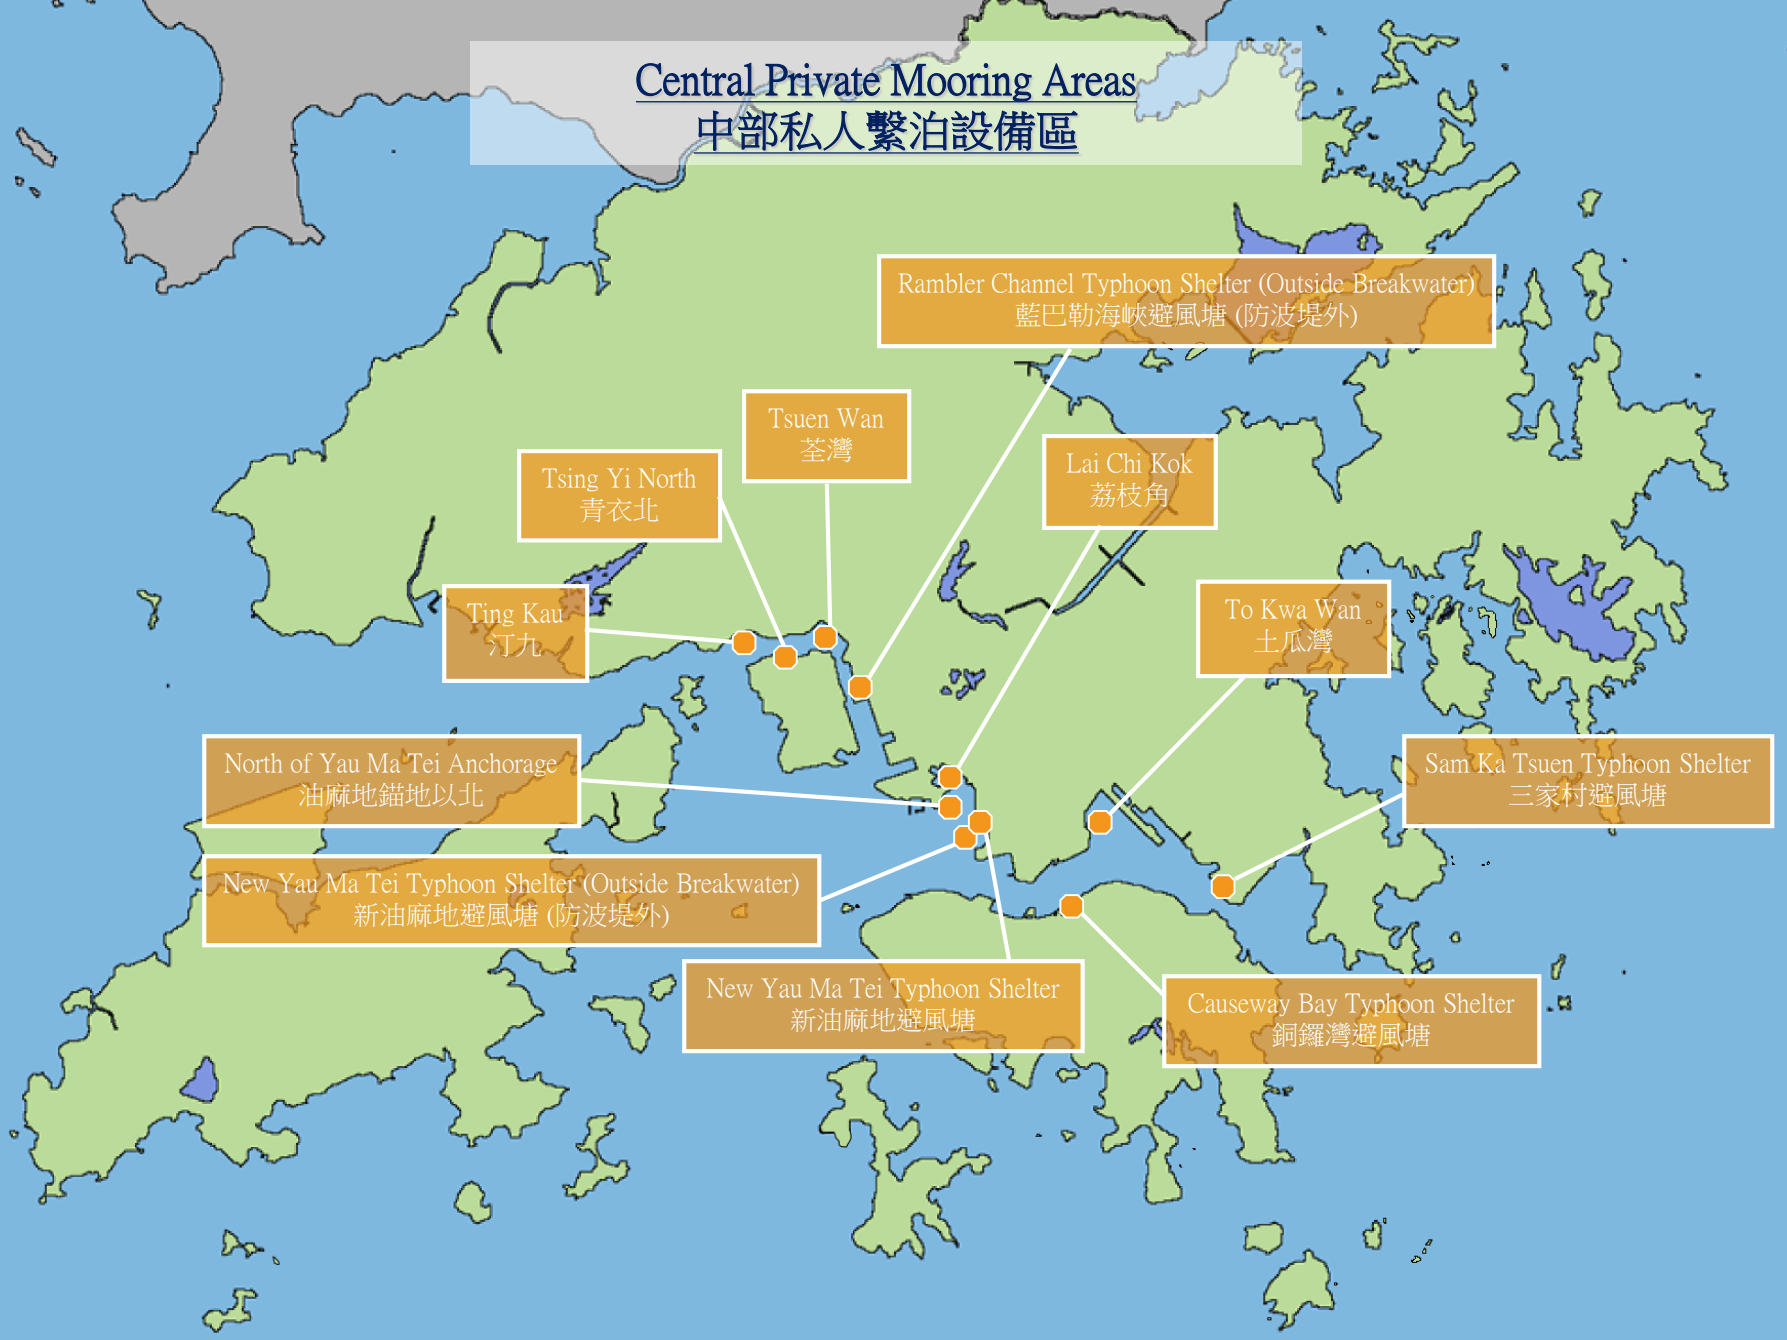 Central Private Mooring Areas
中部私人繫泊設備區
Rambler Channel Typhoon Shelter (Outside Breakwater)
藍巴勒海峽避風塘 (防波堤外)
Tsuen Wan
荃灣
Lai Chi Kok
荔枝角
Tsing Yi North
青衣北
Ting Kau
汀九
To Kwa Wan
土瓜灣
North of Yau Ma Tei Anchorage
油麻地錨地以北
Sam Ka Tsuen Typhoon Shelter
三家村避風塘
New Yau Ma Tei Typhoon Shelter (Outside Breakwater)
新油麻地避風塘 (防波堤外)
New Yau Ma Tei Typhoon Shelter
新油麻地避風塘
Causeway Bay Typhoon Shelter
銅鑼灣避風塘